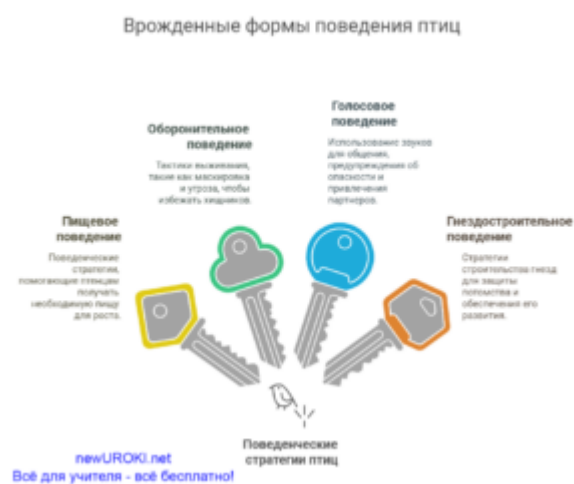 Врожденные формы поведения птиц
Голосовое
поведение
Использование звуков
для общения,
предупреждения об
опасности и
привлечения
партнеров.
Оборонительное
поведение
Тактики выживания,
такие как маскировка
и угроза, чтобы
избежать хищников.
Пищевое
поведение
Поведенческие
стратегии,
помогающие птенцам
получать
необходимую пищу
для роста.
Гнездостроительное
поведение
Стратегии
строительства гнезд
для защиты
потомства и
обеспечения его
развития.
Поведенческие
стратегии птиц
newUROKI.net
Всё для учителя - всё бесплатно!